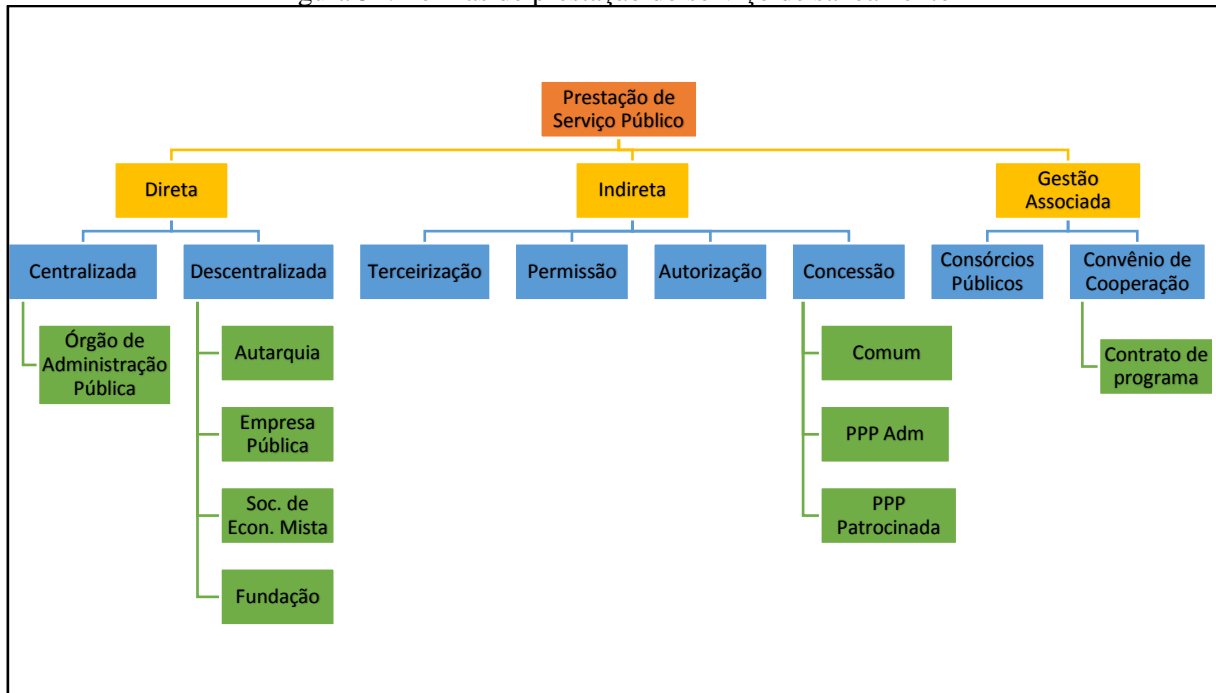 Prestação de
Serviço Público
Direta
Indireta
Gestão
Associada
Centralizada
Descentralizada
Terceirização
Permissão
Autorização
Concessão
Consórcios
Públicos
Convênio de
Cooperação
Órgão de
Administração
Pública
Autarquia
Empresa
Pública
Soc. de
Econ. Mista
Fundação
Comum
PPP Adm
PPP
Patrocinada
Contrato de
programa